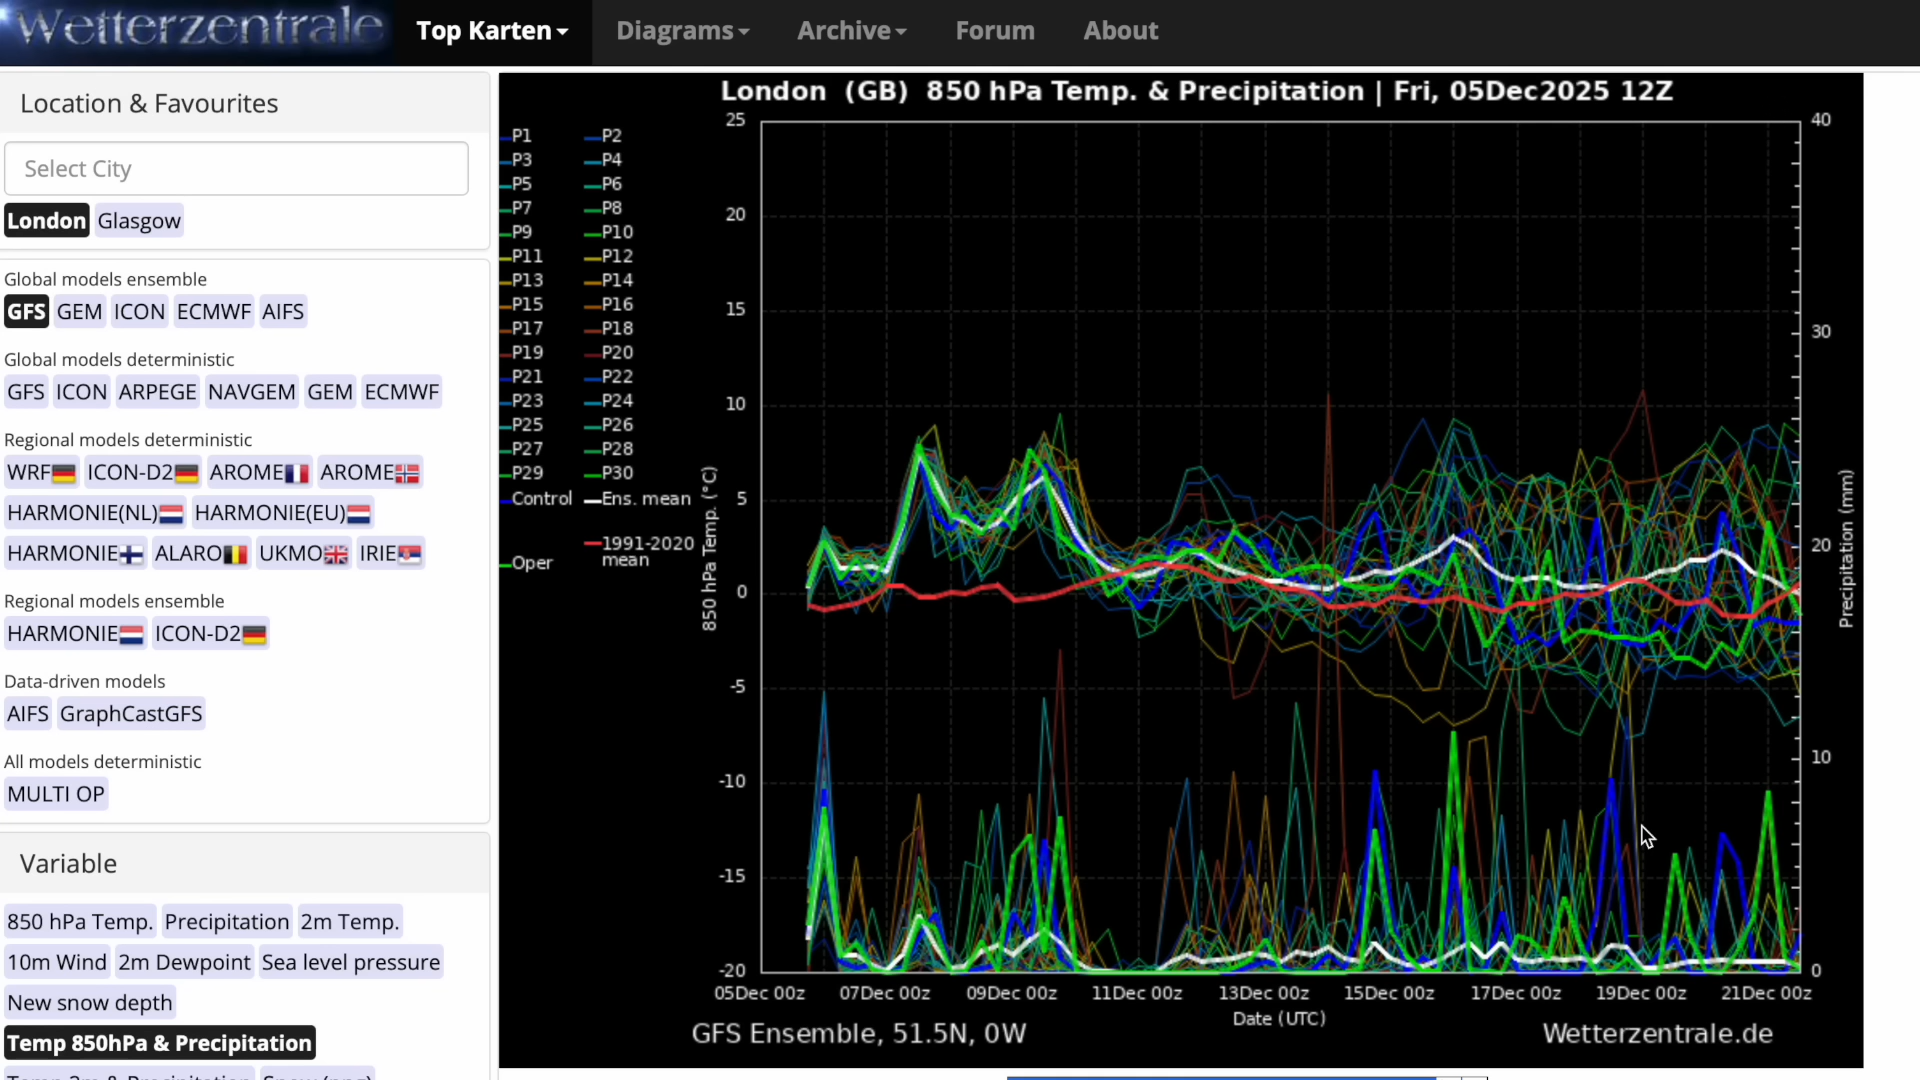 Wetterzentrale
Top Karten Diagrams Archive Forum About
Location & Favourites
Select City
London Glasgow
Global models ensemble
GFS GEM ICON ECMWF AIFS
Global models deterministic
GFS ICON ARPEGE NAVGEM GEM ECMWF
Regional models deterministic
WRF ICON-D2 AROME AROME
HARMONIE(NL) HARMONIE(EU)
HARMONIE ALARO UKMO IRIE
Regional models ensemble
HARMONIE ICON-D2
Data-driven models
AIFS GraphCastGFS
All models deterministic
MULTI OP
Variable
850 hPa Temp. Precipitation 2m Temp.
10m Wind 2m Dewpoint Sea level pressure
New snow depth
Temp 850hPa & Precipitation
London (GB) 850 hPa Temp. & Precipitation | Fri, 05Dec2025 12Z
P1 P2
P3 P4
P5 P6
P7 P8
P9 P10
P11 P12
P13 P14
P15 P16
P17 P18
P19 P20
P21 P22
P23 P24
P25 P26
P27 P28
P29 P30
Control Ens. mean
1991-2020
mean
Oper
850 hPa Temp. (°C)
25
20
15
10
5
0
-5
-10
-15
-20
40
30
20
10
0
Precipitation (mm)
05Dec 00z 07Dec 00z 09Dec 00z 11Dec 00z 13Dec 00z 15Dec 00z 17Dec 00z 19Dec 00z 21Dec 00z
Date (UTC)
GFS Ensemble, 51.5N, 0W Wetterzentrale.de